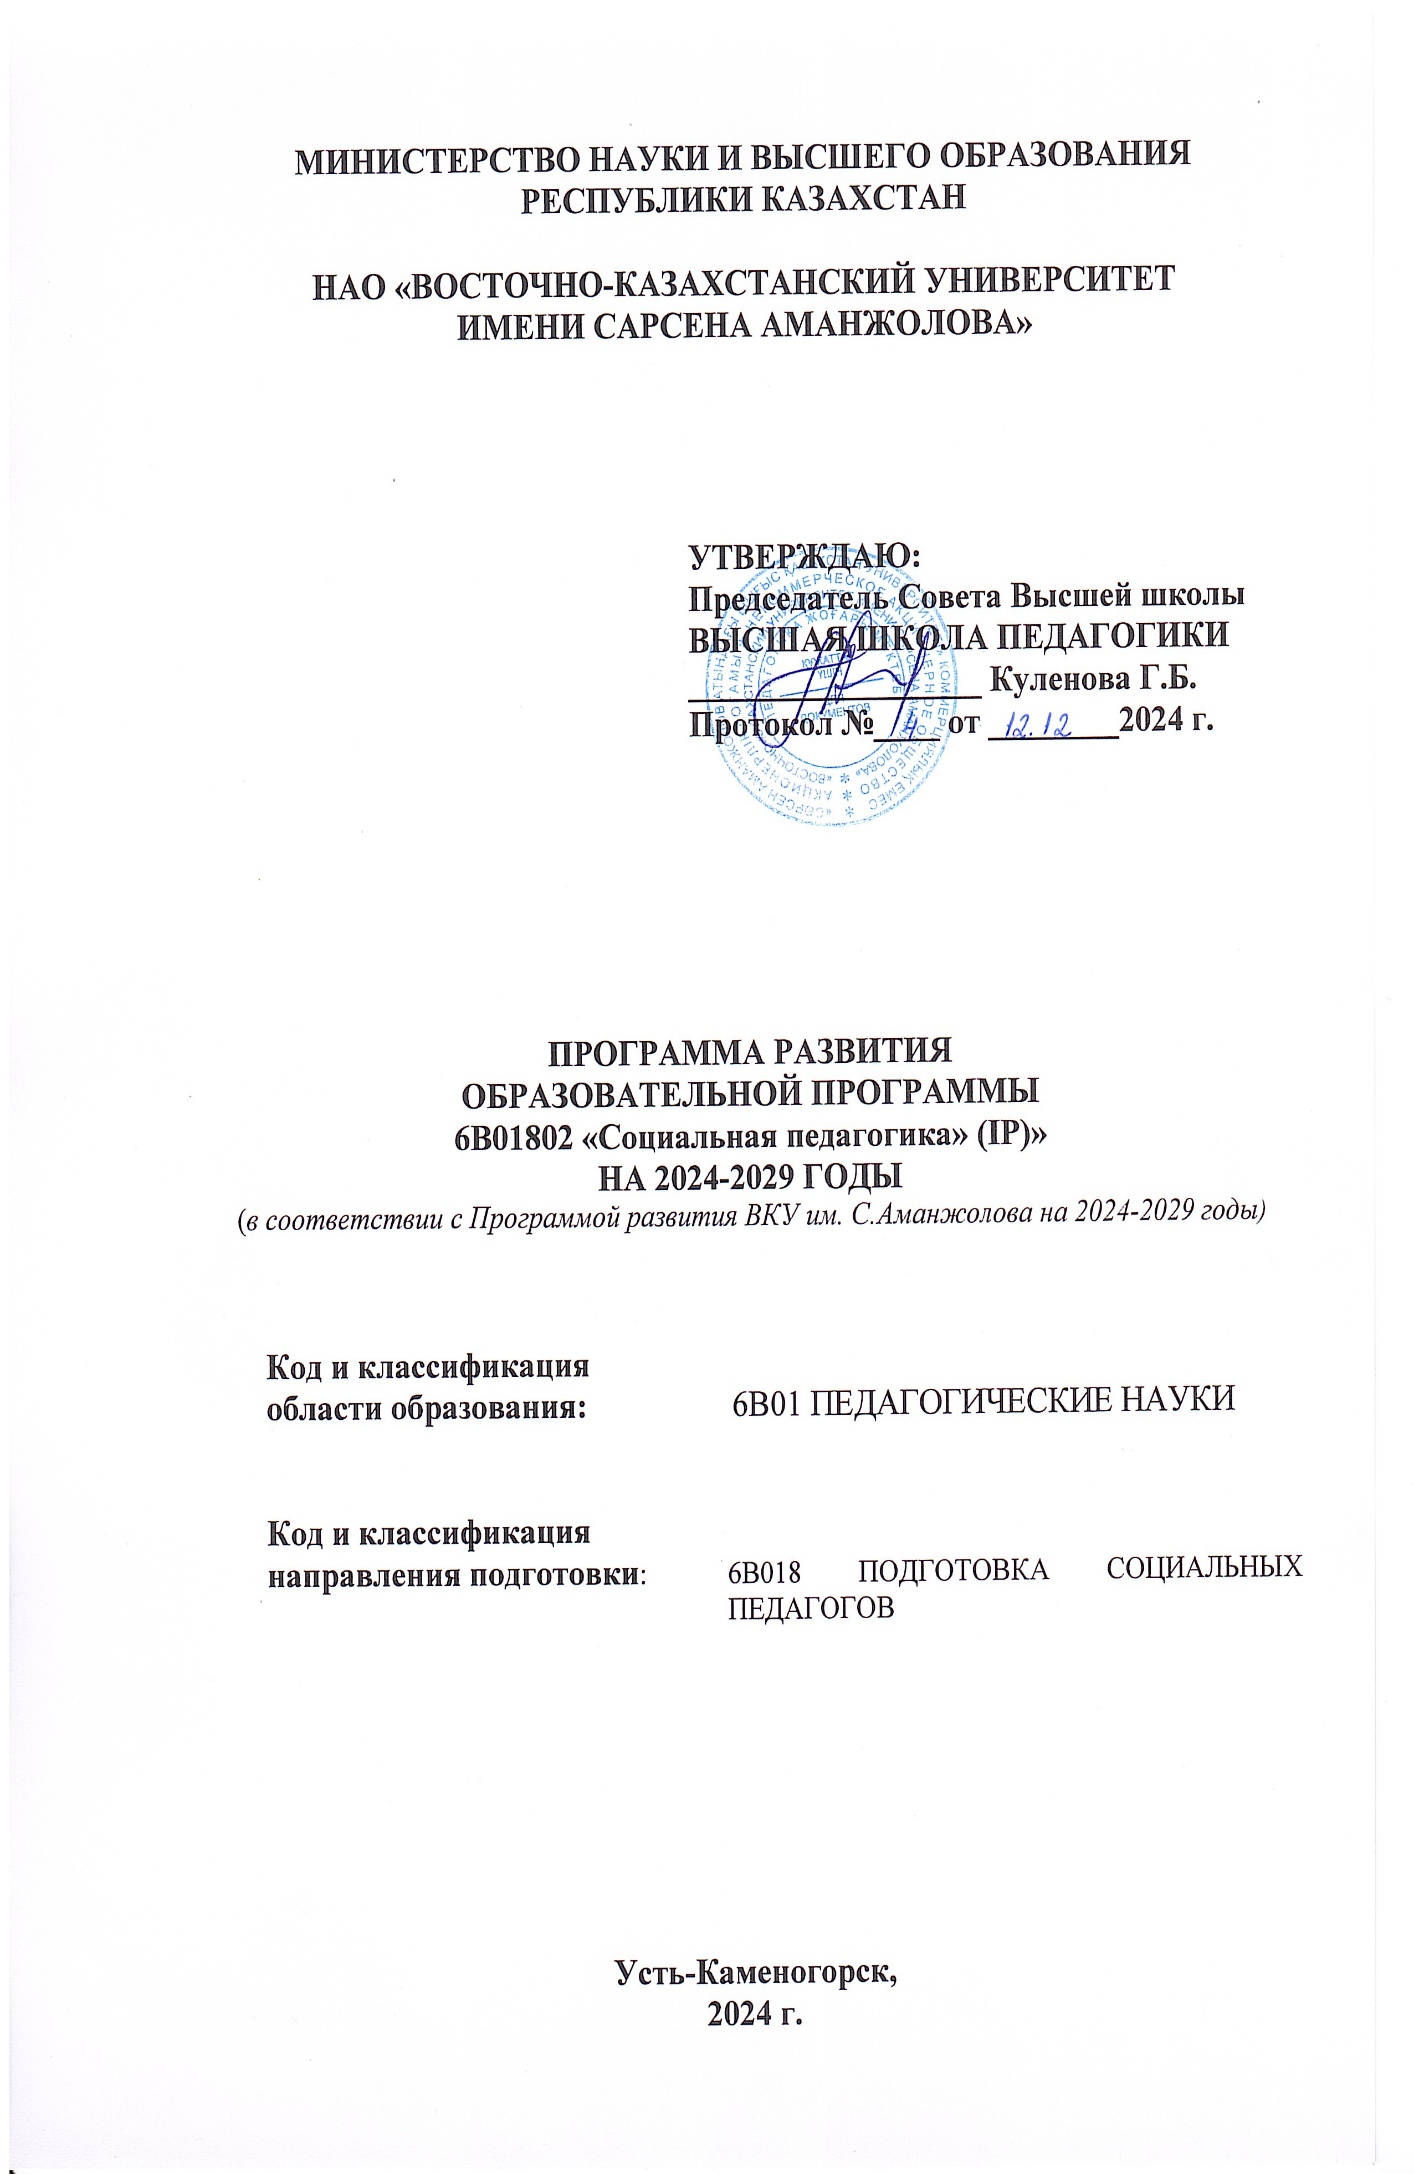 МИНИСТЕРСТВО НАУКИ И ВЫСШЕГО ОБРАЗОВАНИЯ
РЕСПУБЛИКИ КАЗАХСТАН
НАО «ВОСТОЧНО-КАЗАХСТАНСКИЙ УНИВЕРСИТЕТ
ИМЕНИ САРСЕНА АМАНЖОЛОВА»
УТВЕРЖДАЮ:
Председатель Совета Высшей школы
ВЫСШАЯ ШКОЛА ПЕДАГОГИКИ
Куленова Г.Б.
Протокол № 4 от 12.12 2024 г.
ПРОГРАММА РАЗВИТИЯ
ОБРАЗОВАТЕЛЬНОЙ ПРОГРАММЫ
6В01802 «Социальная педагогика» (IP)»
НА 2024-2029 ГОДЫ
(в соответствии с Программой развития ВКУ им. С.Аманжолова на 2024-2029 годы)
Код и классификация
области образования: 6В01 ПЕДАГОГИЧЕСКИЕ НАУКИ
Код и классификация
направления подготовки: 6В018 ПОДГОТОВКА СОЦИАЛЬНЫХ
ПЕДАГОГОВ
Усть-Каменогорск,
2024 г.